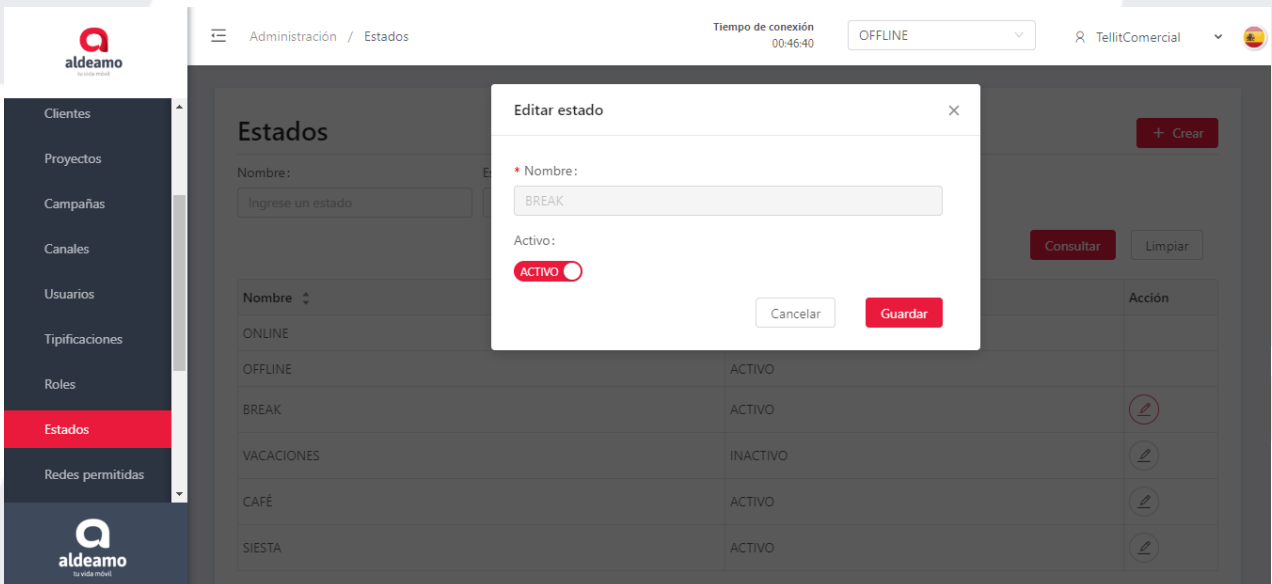 aldeamo
tu vida móvil
Administración / Estados
Tiempo de conexión
00:46:40
OFFLINE
TellitComercial
Clientes
Proyectos
Campañas
Canales
Usuarios
Tipificaciones
Roles
Estados
Redes permitidas
aldeamo
tu vida móvil
Estados
+ Crear
Nombre:
Ingrese un estado
Consultar
Limpiar
Editar estado
* Nombre:
BREAK
Activo:
ACTIVO
Cancelar
Guardar
Nombre
Acción
ONLINE
OFFLINE ACTIVO
BREAK ACTIVO
VACACIONES INACTIVO
CAFÉ ACTIVO
SIESTA ACTIVO